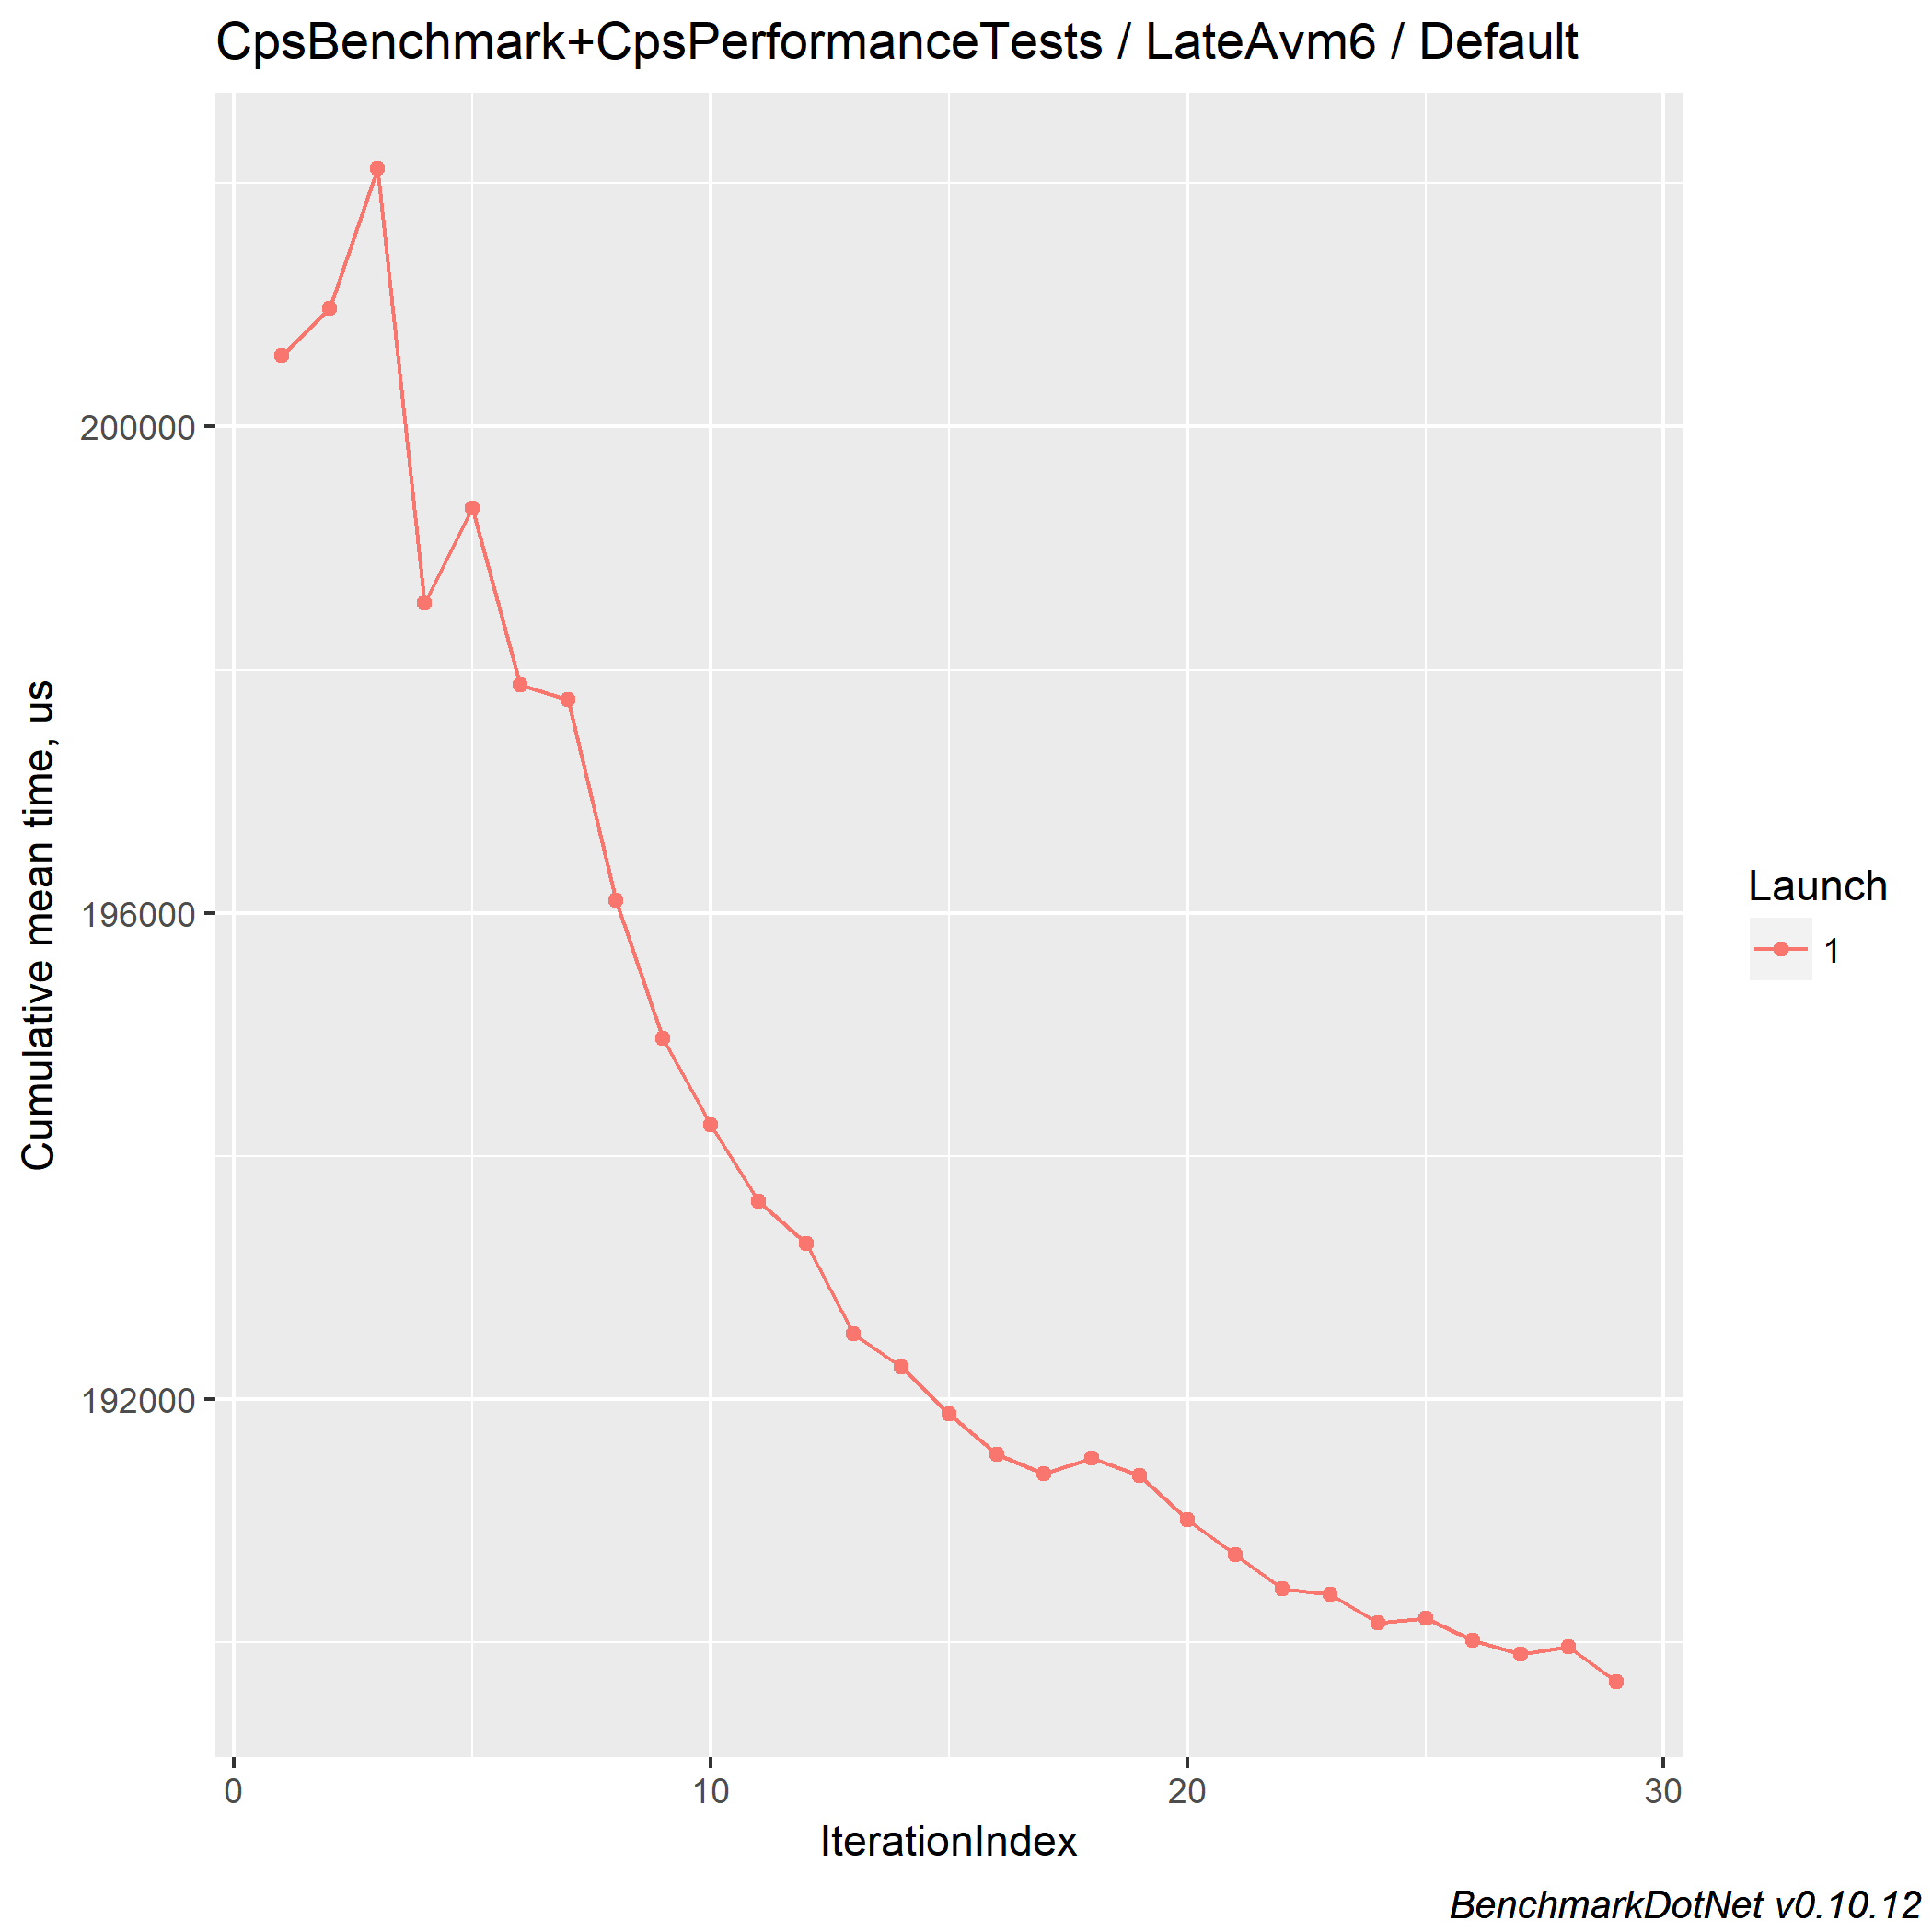 CpsBenchmark+CpsPerformanceTests / LateAvm6 / Default
Cumulative mean time, us
200000
196000
192000
0
10
20
30
IterationIndex
Launch
1
BenchmarkDotNet v0.10.12